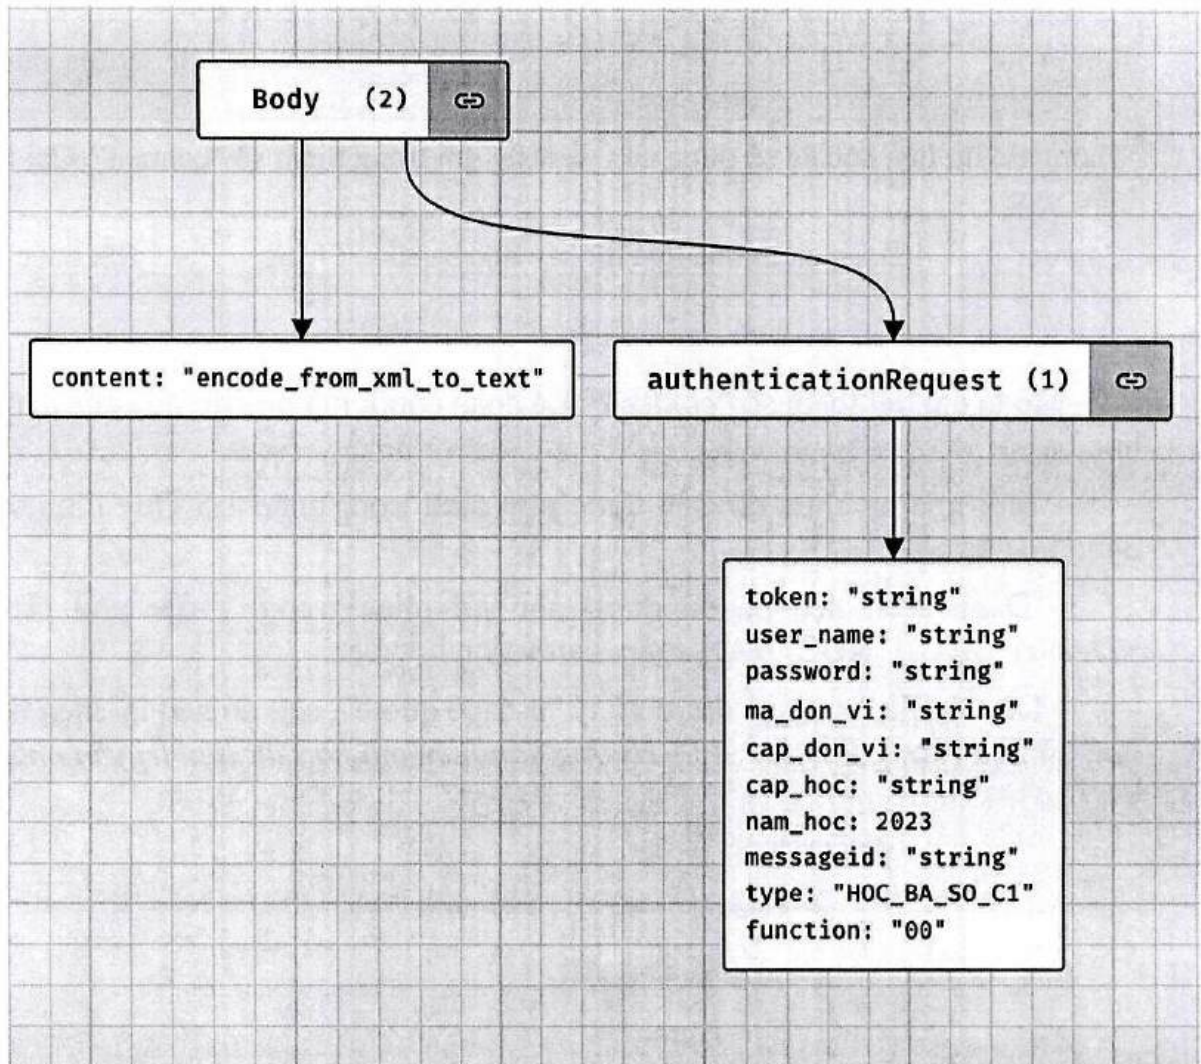 Body (2)
content: "encode_from_xml_to_text"
authenticationRequest (1)
token: "string"
user_name: "string"
password: "string"
ma_don_vi: "string"
cap_don_vi: "string"
cap_hoc: "string"
nam_hoc: 2023
messageid: "string"
type: "HOC_BA_SO_C1"
function: "00"